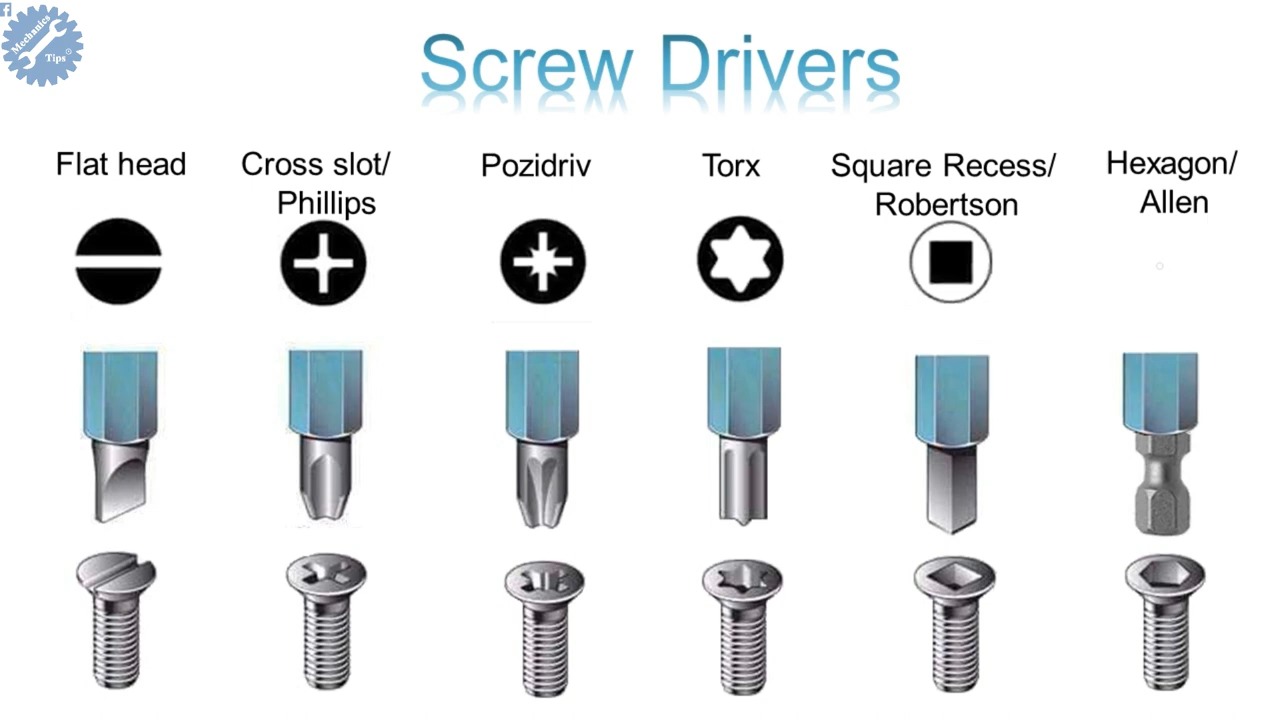 f
Mechanics
Tips
Screw Drivers
Flat head
Cross slot/
Phillips
Pozidriv
Torx
Square Recess/
Robertson
Hexagon/
Allen